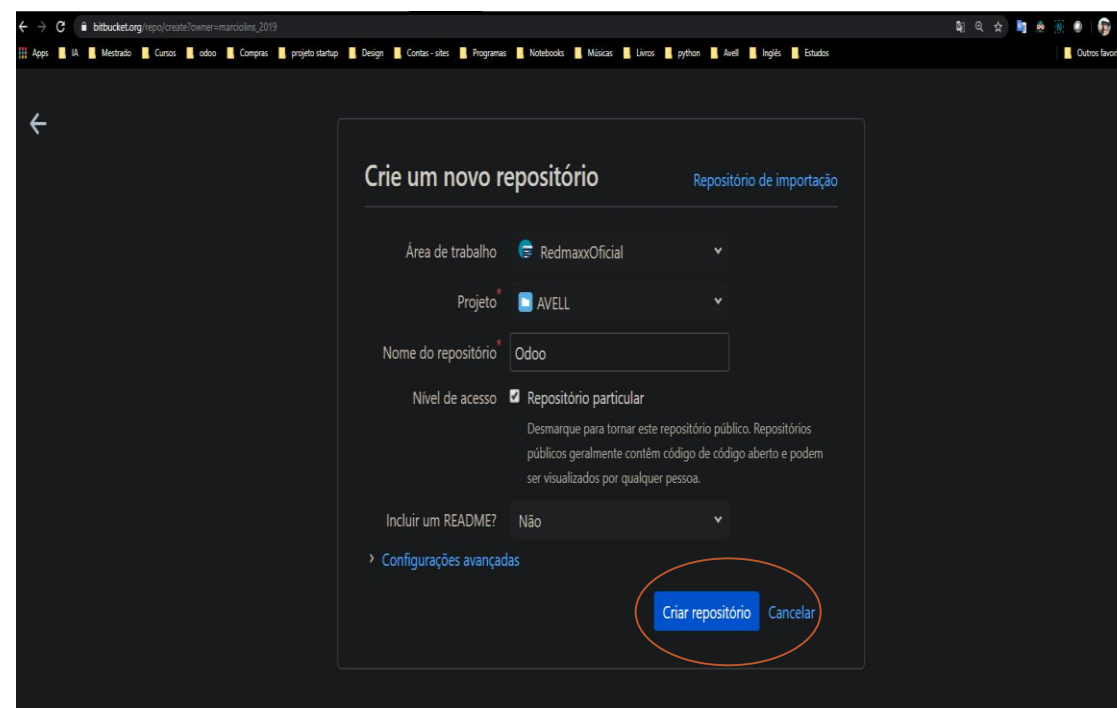 bitbucket.org/repo/create?owner=marciolins_2019
Apps IA Mestrado Cursos odoo Compras projeto startup Design Contas - sites Programas Notebooks Músicas Livros python Avell Inglês Estudos Outros favor
Crie um novo repositório Repositório de importação
Área de trabalho RedmaxxOficial
Projeto* AVELL
Nome do repositório* Odoo
Nível de acesso Repositório particular
Desmarque para tornar este repositório público. Repositórios
públicos geralmente contêm código de código aberto e podem
ser visualizados por qualquer pessoa.
Incluir um README? Não
Configurações avançadas
Criar repositório Cancelar